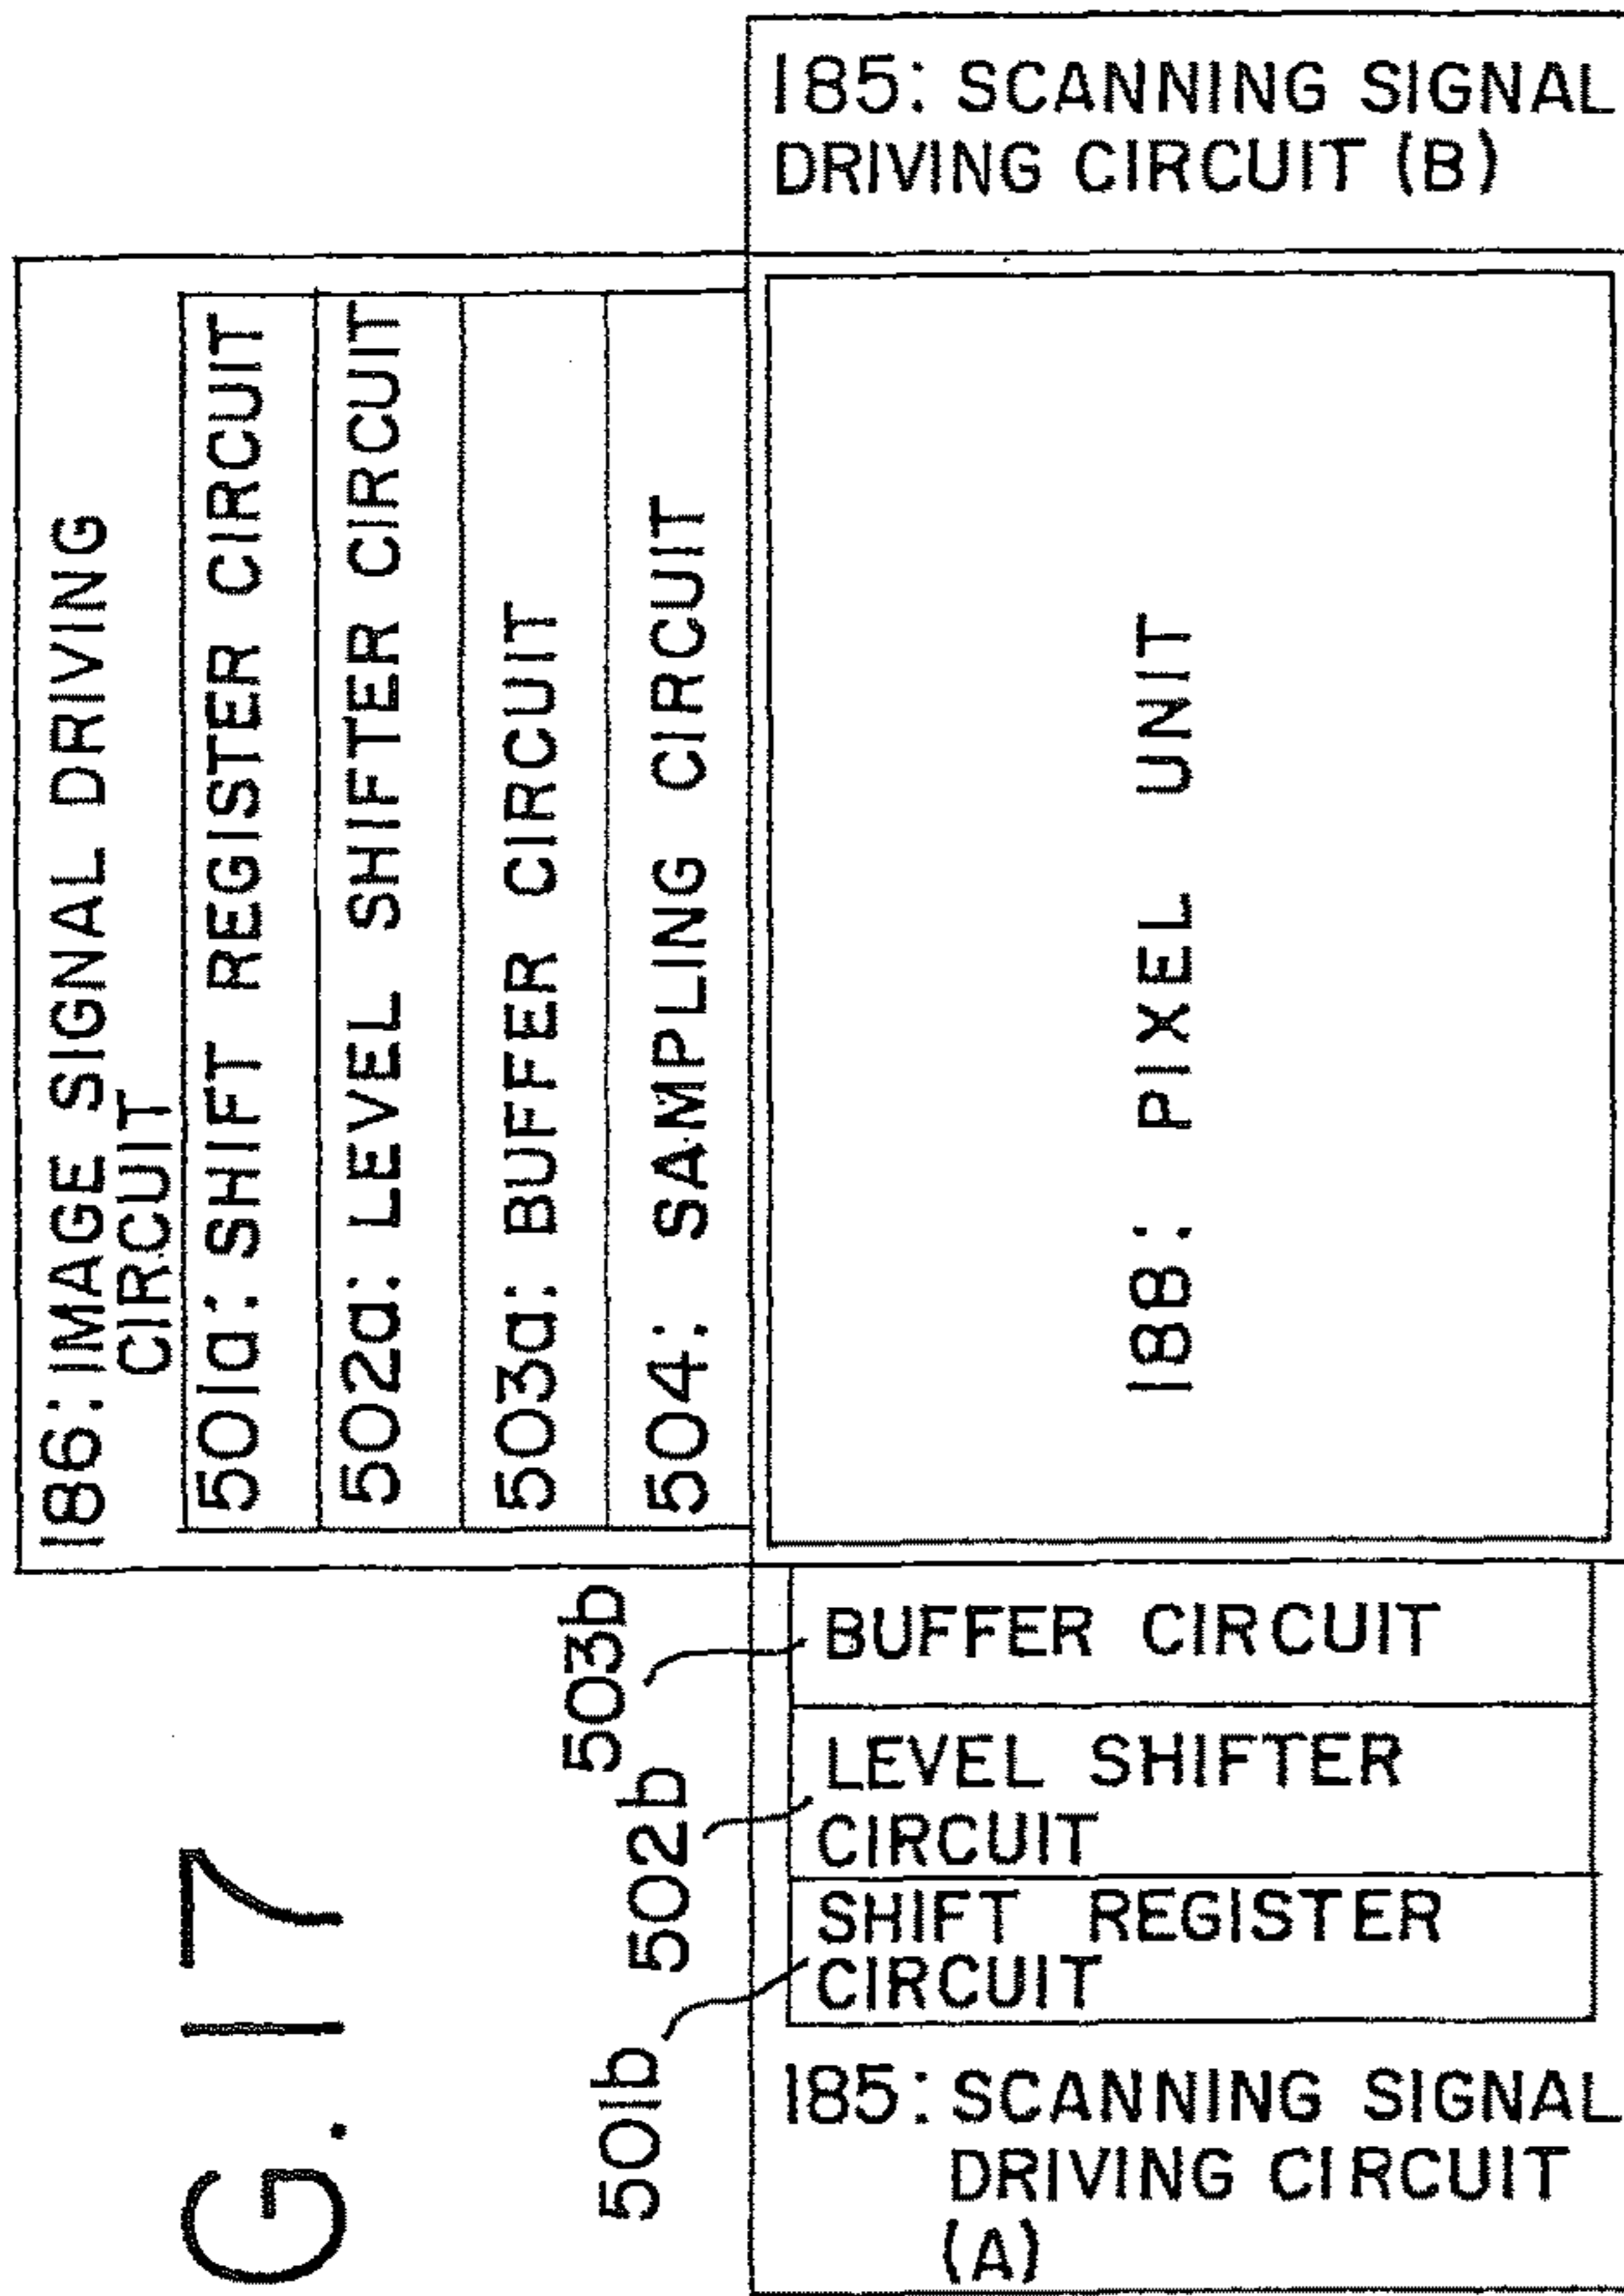 G. 17
186: IMAGE SIGNAL DRIVING
CIRCUIT
501a: SHIFT REGISTER CIRCUIT
502a: LEVEL SHIFTER CIRCUIT
503a: BUFFER CIRCUIT
504: SAMPLING CIRCUIT
501b
502b
503b
185: SCANNING SIGNAL
DRIVING CIRCUIT
(A)
SHIFT REGISTER
CIRCUIT
LEVEL SHIFTER
CIRCUIT
BUFFER CIRCUIT
188: PIXEL UNIT
185: SCANNING SIGNAL
DRIVING CIRCUIT (B)